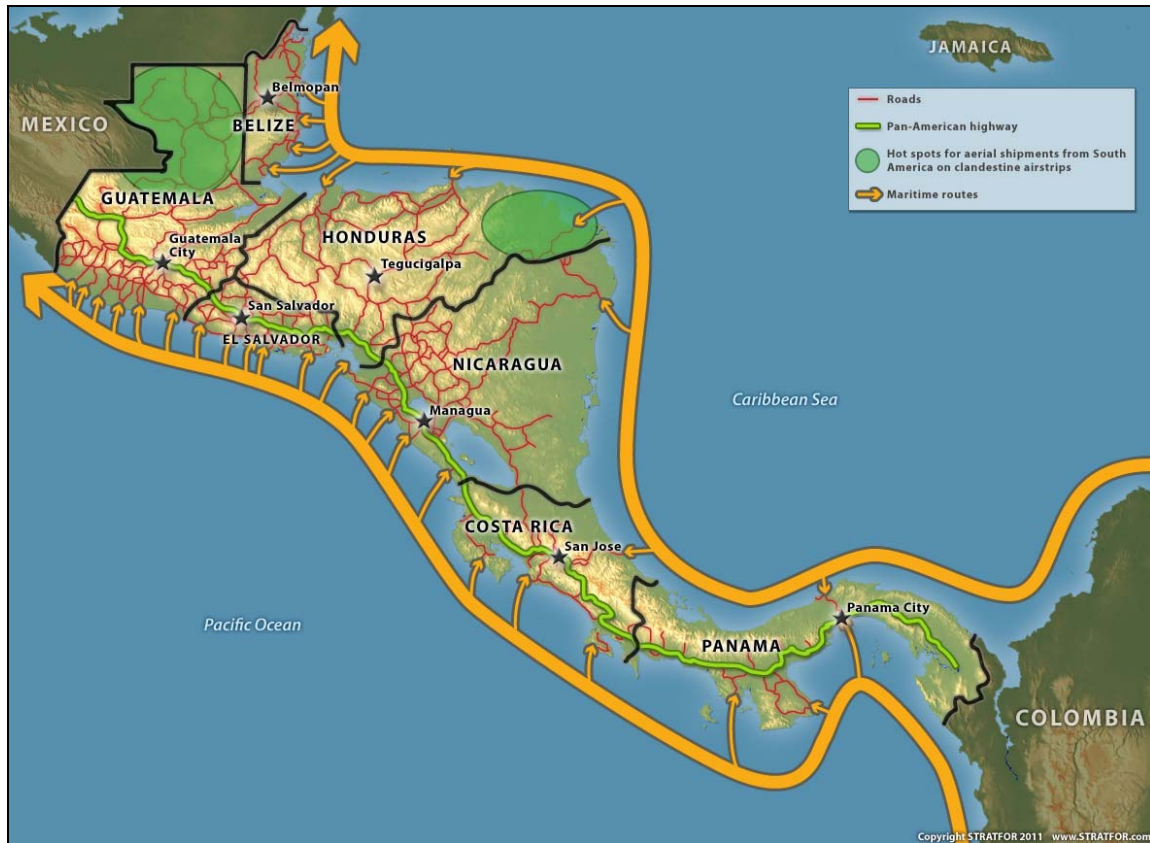 JAMAICA
Roads
Pan-American highway
Hot spots for aerial shipments from South
America on clandestine airstrips
Maritime routes
MEXICO
Belmopan
BELIZE
GUATEMALA
Guatemala
City
HONDURAS
Tegucigalpa
San Salvador
EL SALVADOR
NICARAGUA
Managua
Caribbean Sea
COSTA RICA
San Jose
Pacific Ocean
PANAMA
Panama City
COLOMBIA
Copyright STRATFOR 2011 www.STRATFOR.com